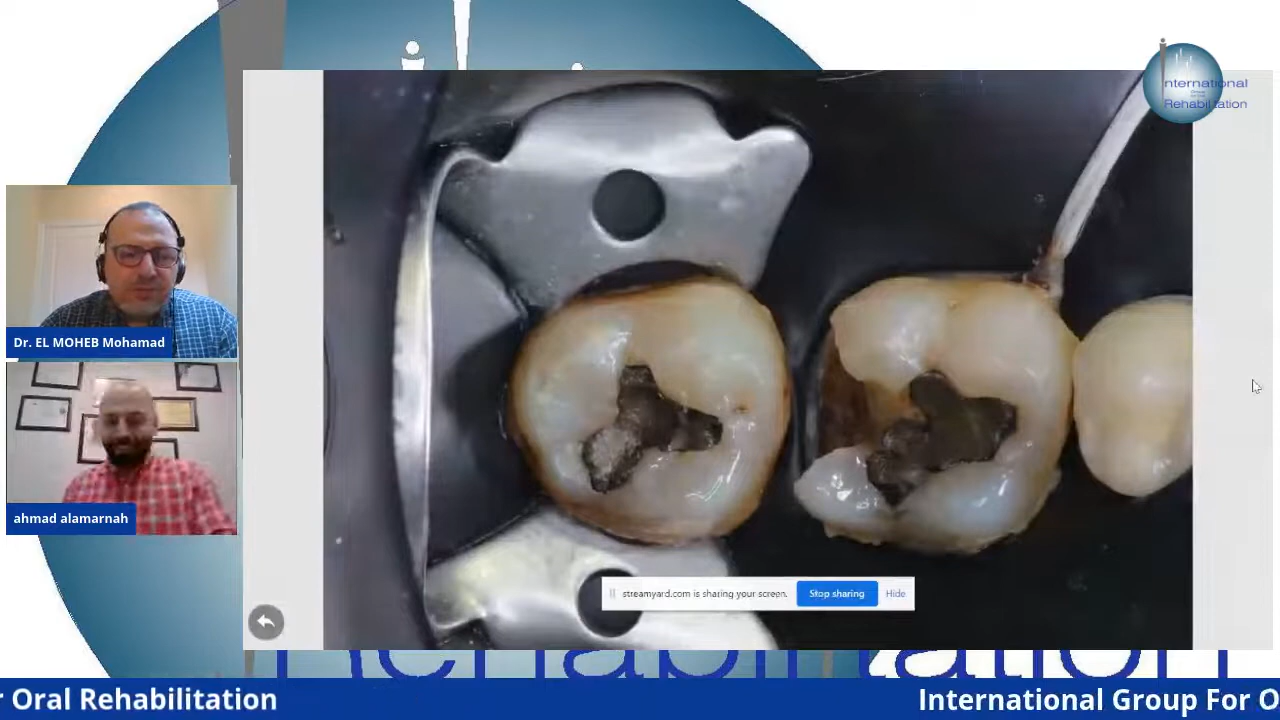 International
Rehabilitation
Dr. EL MOHEB Mohamad
ahmad alamarnah
streamyard.com is sharing your screen.
Stop sharing
Hide
Rehabilitation
r Oral Rehabilitation
International Group For O